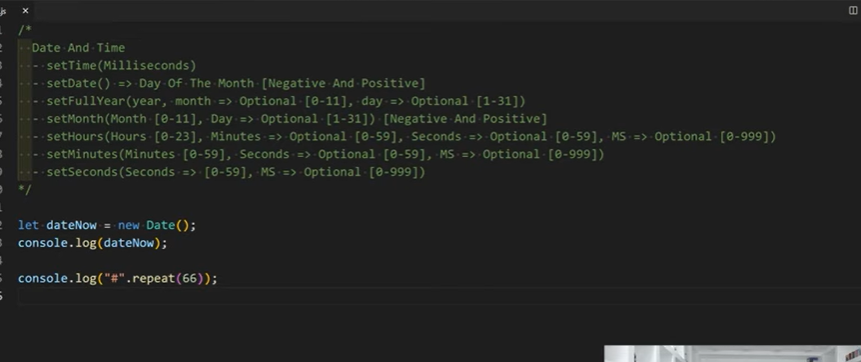 js ×
/*
Date And Time
- setTime(Milliseconds)
- setDate() => Day Of The Month [Negative And Positive]
- setFullYear(year, month => Optional [0-11], day => Optional [1-31])
- setMonth(Month [0-11], Day => Optional [1-31]) [Negative And Positive]
- setHours(Hours [0-23], Minutes => Optional [0-59], Seconds => Optional [0-59], MS => Optional [0-999])
- setMinutes(Minutes [0-59], Seconds => Optional [0-59], MS => Optional [0-999])
- setSeconds(Seconds => [0-59], MS => Optional [0-999])
*/
let dateNow = new Date();
console.log(dateNow);
console.log("#".repeat(66));